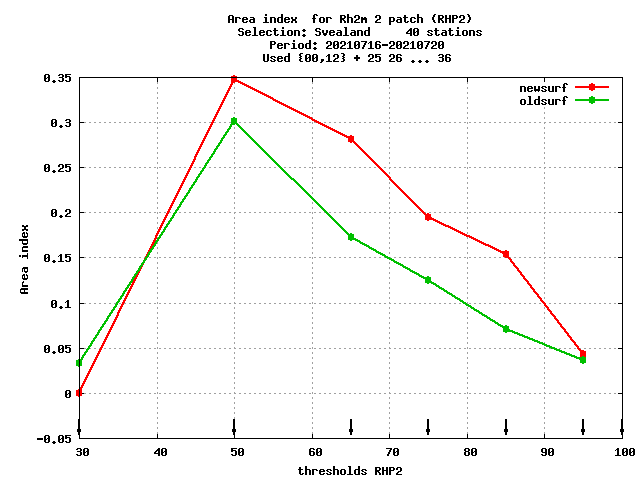 Area index  for Rh2m 2 patch (RHP2)
Selection: Svealand     40 stations
Period: 20210716-20210720
Used {00,12} + 25 26 ... 36
newsurf
oldsurf
0.35
0.3
0.25
0.2
0.15
0.1
0.05
0
-0.05
Area index
30 40 50 60 70 80 90 100
thresholds RHP2